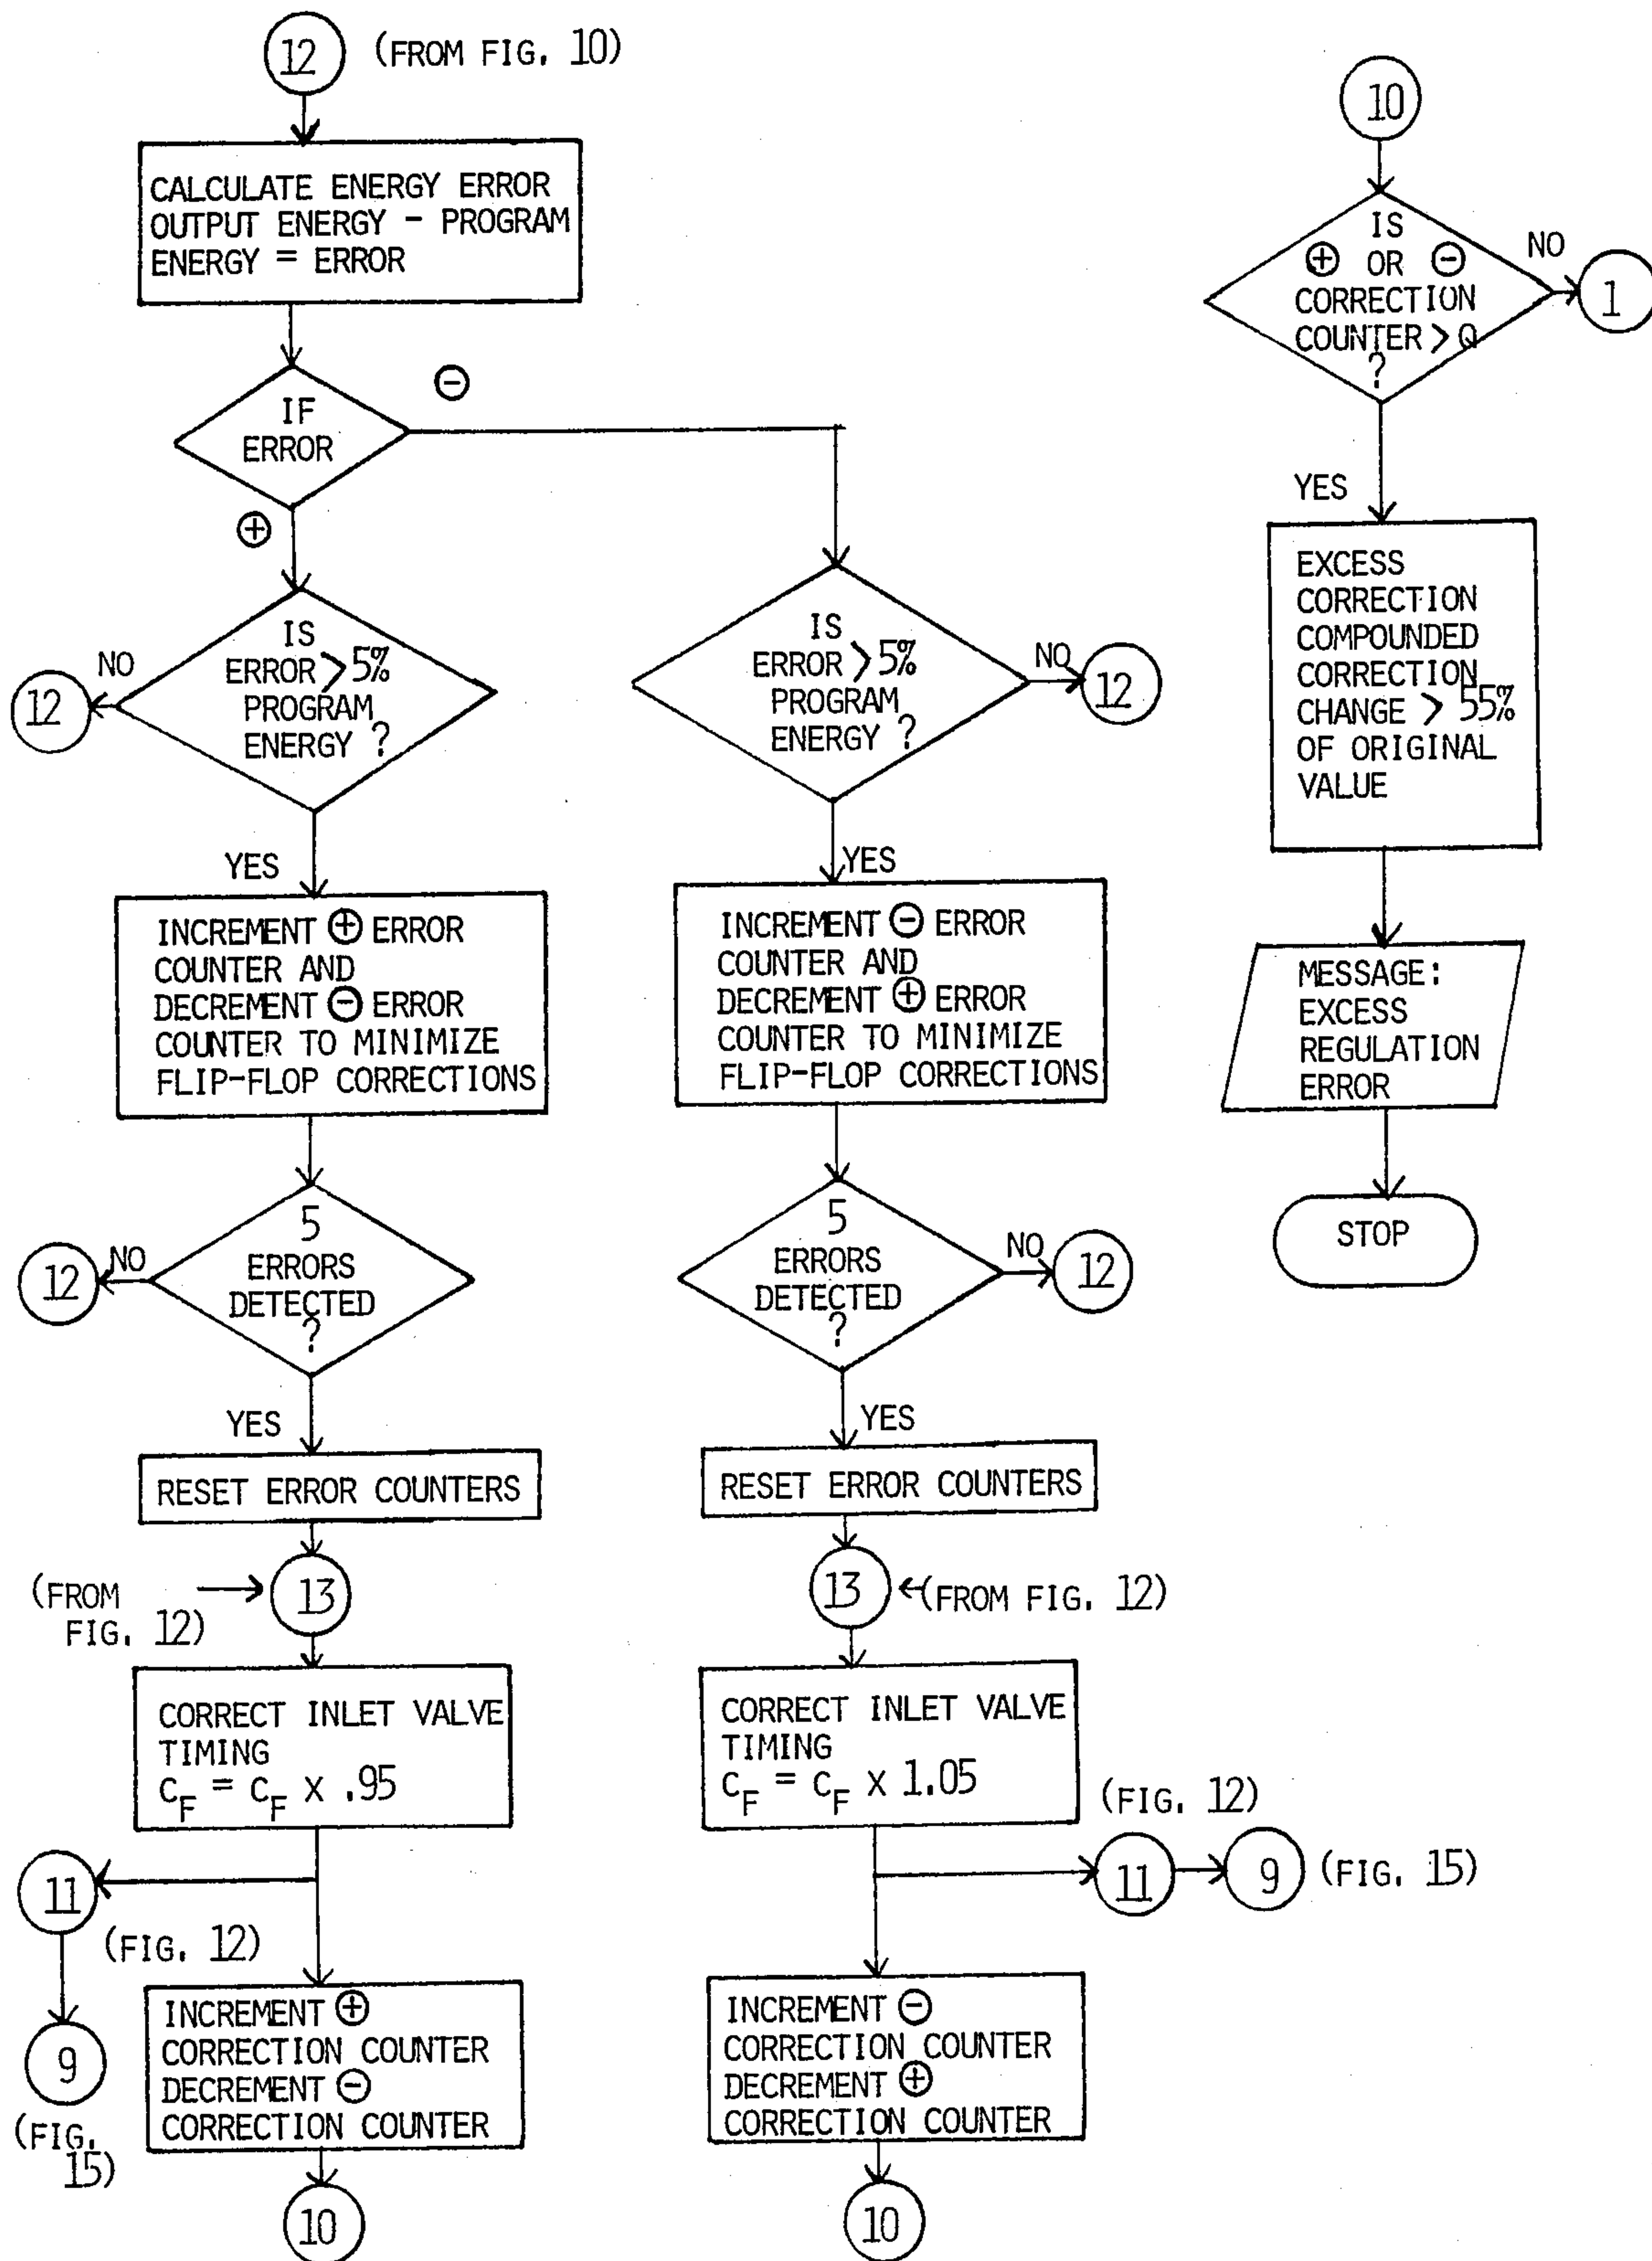 12 (FROM FIG. 10)
CALCULATE ENERGY ERROR
OUTPUT ENERGY - PROGRAM
ENERGY = ERROR
IF
ERROR
⊖
⊕
IS
ERROR > 5%
PROGRAM
ENERGY ?
NO
12
YES
INCREMENT ⊕ ERROR
COUNTER AND
DECREMENT ⊖ ERROR
COUNTER TO MINIMIZE
FLIP-FLOP CORRECTIONS
5
ERRORS
DETECTED
?
NO
12
YES
RESET ERROR COUNTERS
(FROM
FIG. 12)
13
CORRECT INLET VALVE
TIMING
C_F = C_F X .95
11
(FIG. 12)
9
(FIG.
15)
INCREMENT ⊕
CORRECTION COUNTER
DECREMENT ⊖
CORRECTION COUNTER
10
IS
ERROR > 5%
PROGRAM
ENERGY ?
NO
12
YES
INCREMENT ⊖ ERROR
COUNTER AND
DECREMENT ⊕ ERROR
COUNTER TO MINIMIZE
FLIP-FLOP CORRECTIONS
5
ERRORS
DETECTED
?
NO
12
YES
RESET ERROR COUNTERS
13
(FROM FIG. 12)
CORRECT INLET VALVE
TIMING
C_F = C_F X 1.05
(FIG. 12)
11
9
(FIG. 15)
INCREMENT ⊖
CORRECTION COUNTER
DECREMENT ⊕
CORRECTION COUNTER
10
10
IS
⊕ OR ⊖
CORRECTION
COUNTER > Q
?
NO
1
YES
EXCESS
CORRECTION
COMPOUNDED
CORRECTION
CHANGE > 55%
OF ORIGINAL
VALUE
MESSAGE:
EXCESS
REGULATION
ERROR
STOP